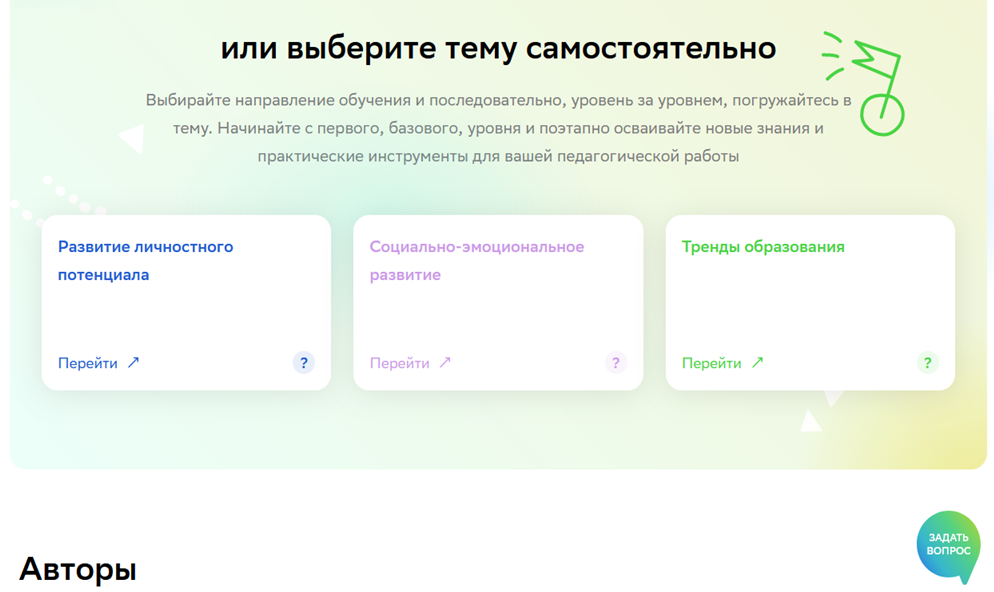 или выберите тему самостоятельно
Выбирайте направление обучения и последовательно, уровень за уровнем, погружайтесь в
тему. Начинайте с первого, базового, уровня и поэтапно осваивайте новые знания и
практические инструменты для вашей педагогической работы
Развитие личностного
потенциала
Перейти ↗
?
Социально-эмоциональное
развитие
Перейти ↗
?
Тренды образования
Перейти ↗
?
ЗАДАТЬ
ВОПРОС
Авторы